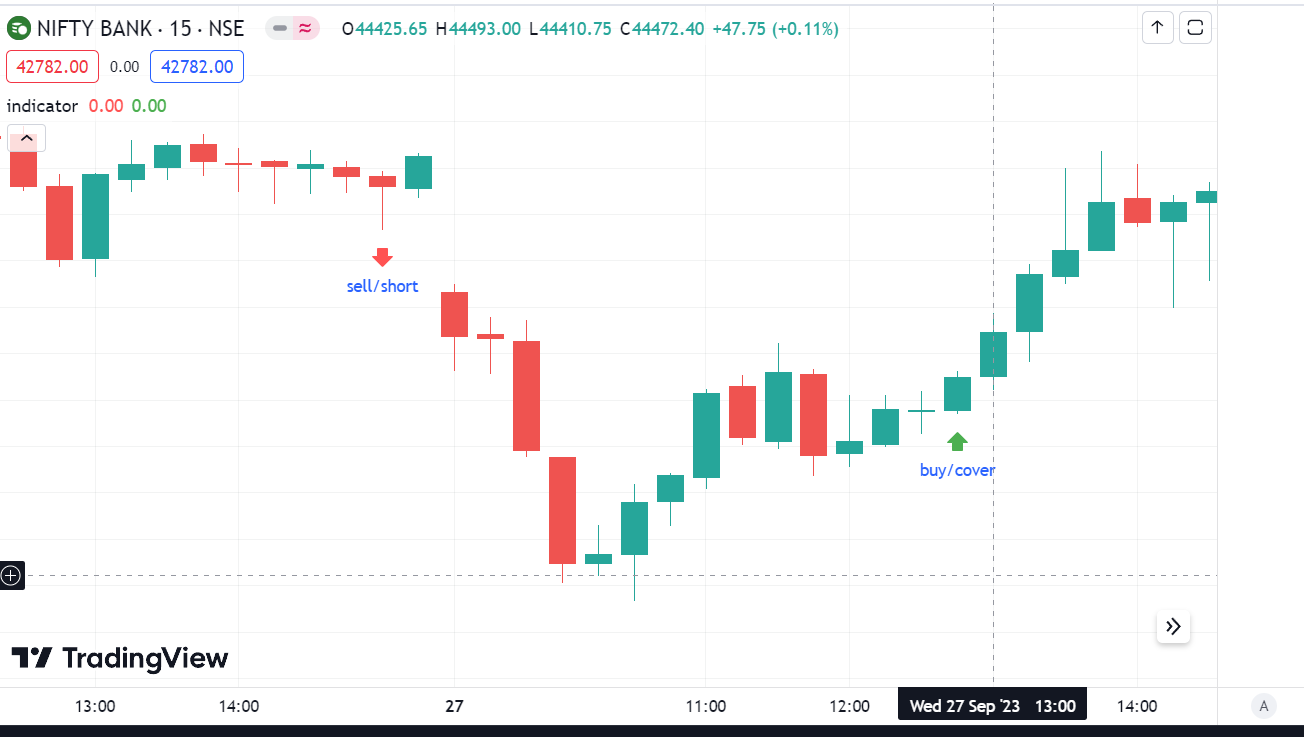 NIFTY BANK · 15 · NSE O44425.65 H44493.00 L44410.75 C44472.40 +47.75 (+0.11%)
42782.00 0.00 42782.00
indicator 0.00 0.00
sell/short
buy/cover
TradingView
13:00 14:00 27 11:00 12:00 Wed 27 Sep '23 13:00 14:00 A